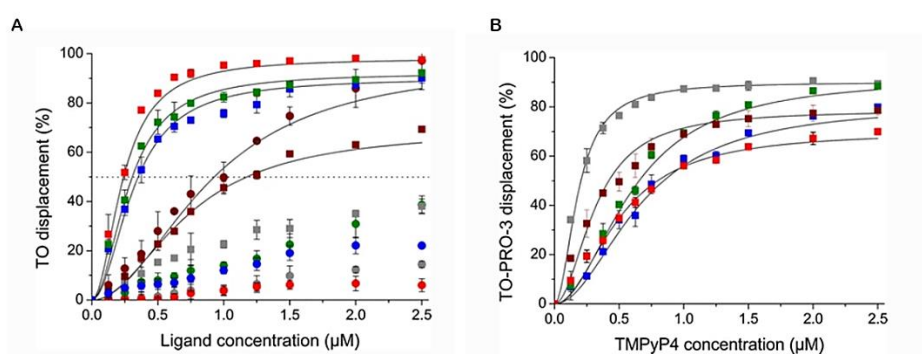 A
B
TO displacement (%)
100
80
60
40
20
0
0.0 0.5 1.0 1.5 2.0 2.5
Ligand concentration (µM)
TO-PRO-3 displacement (%)
100
80
60
40
20
0
0.0 0.5 1.0 1.5 2.0 2.5
TMPyP4 concentration (µM)